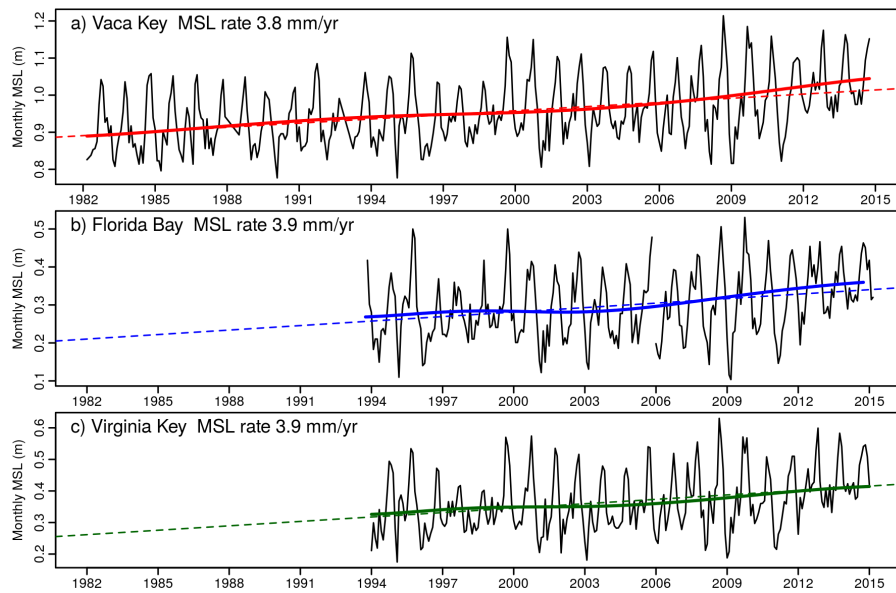 a) Vaca Key  MSL rate 3.8 mm/yr
Monthly MSL (m)
1.2
1.1
1.0
0.9
0.8
1982 1985 1988 1991 1994 1997 2000 2003 2006 2009 2012 2015
b) Florida Bay  MSL rate 3.9 mm/yr
Monthly MSL (m)
0.5
0.4
0.3
0.2
0.1
1982 1985 1988 1991 1994 1997 2000 2003 2006 2009 2012 2015
c) Virginia Key  MSL rate 3.9 mm/yr
Monthly MSL (m)
0.6
0.5
0.4
0.3
0.2
1982 1985 1988 1991 1994 1997 2000 2003 2006 2009 2012 2015